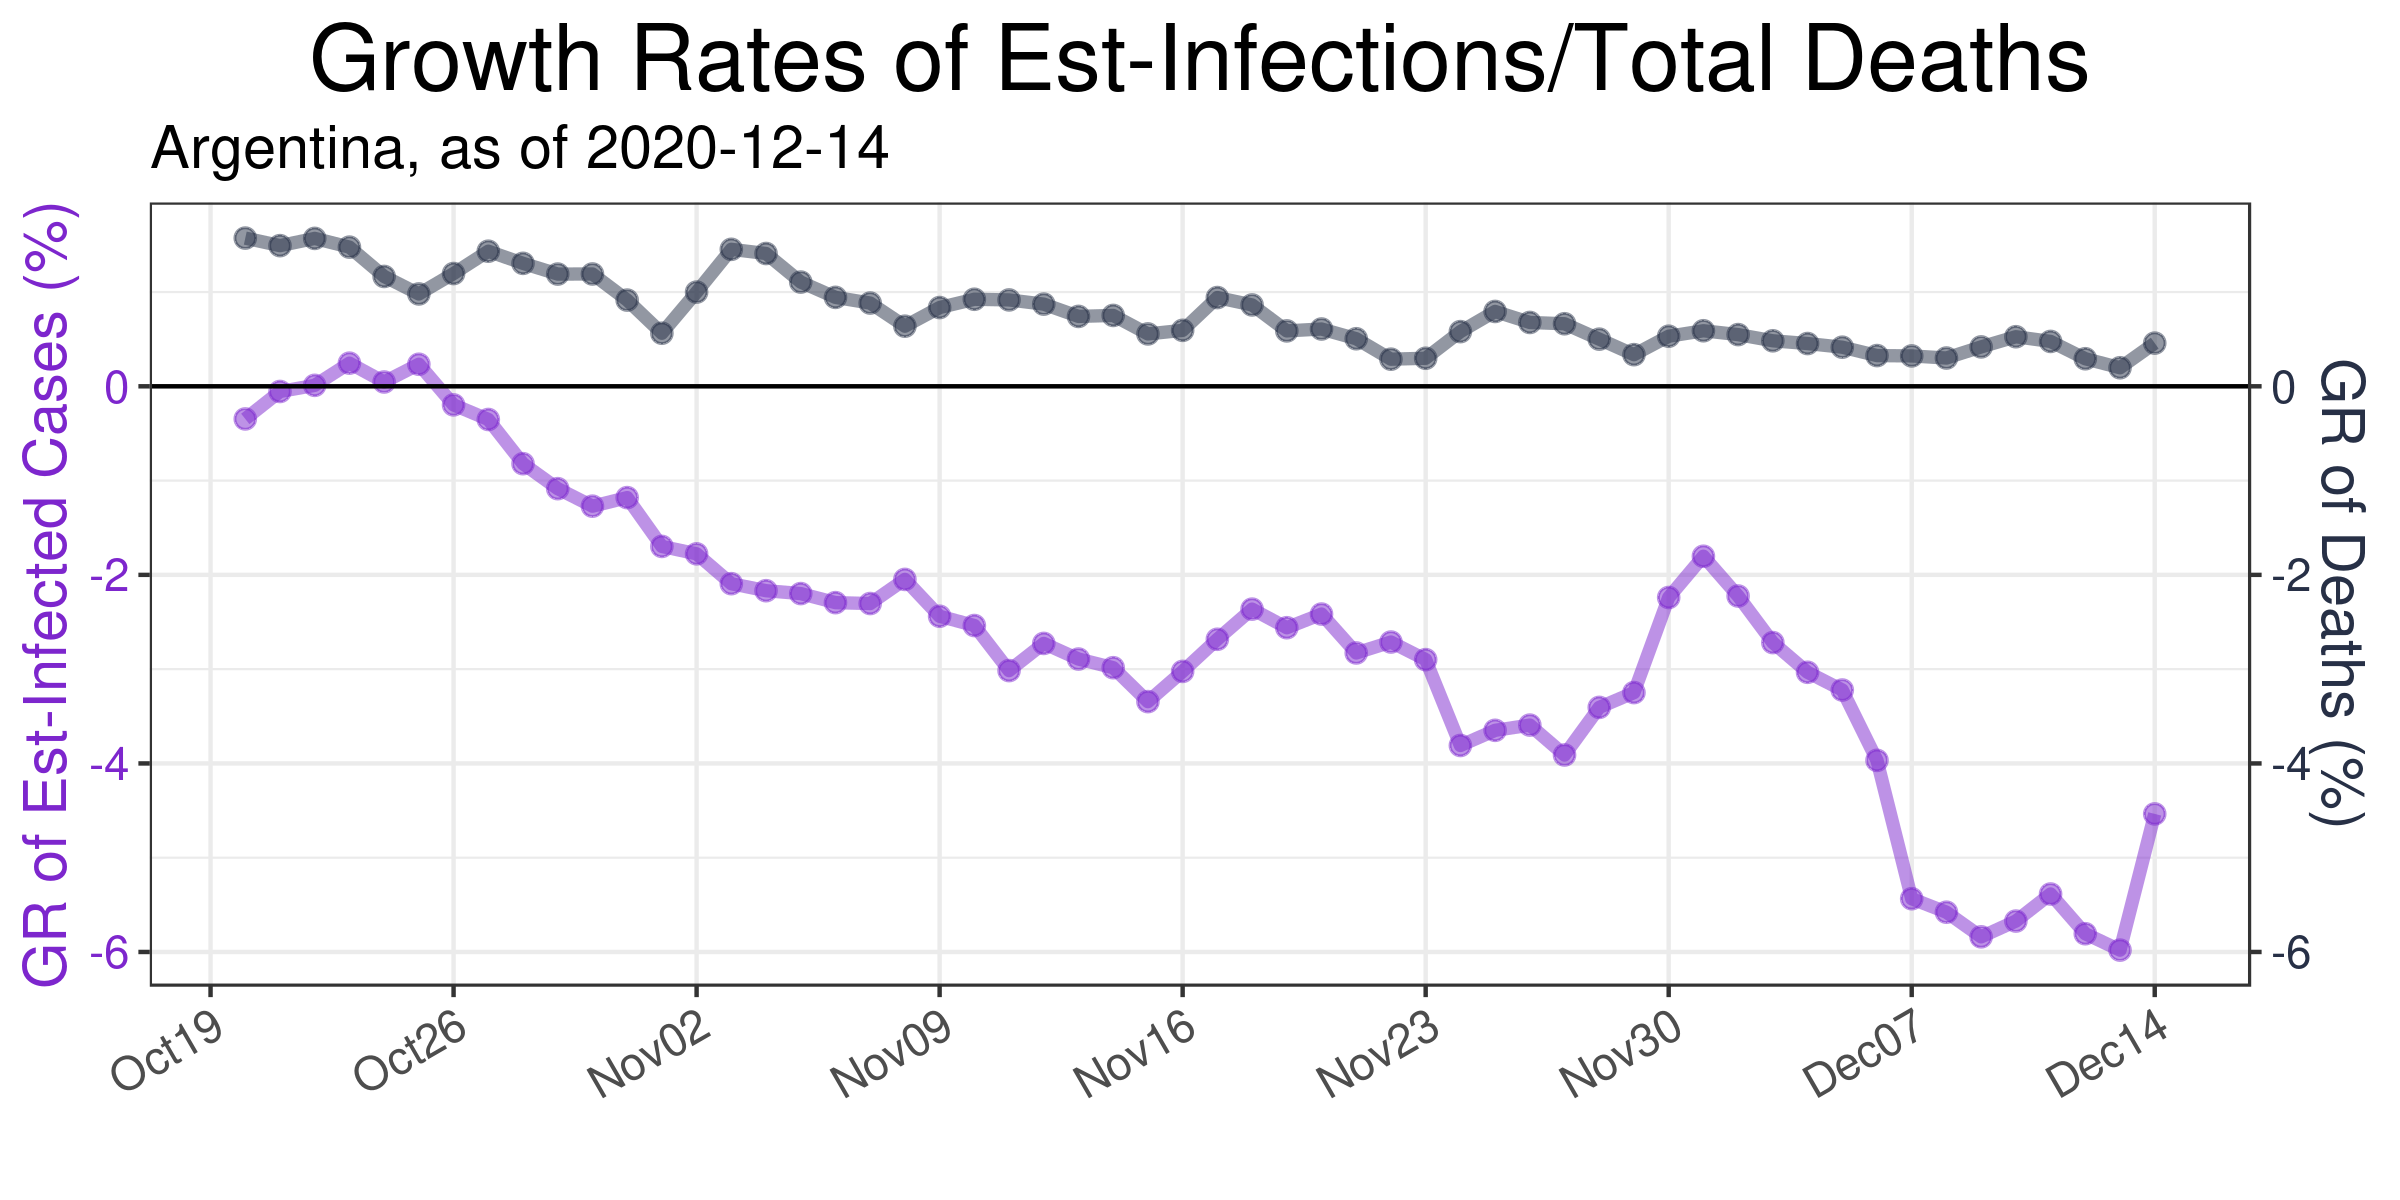 Growth Rates of Est-Infections/Total Deaths
Argentina, as of 2020-12-14
GR of Est-Infected Cases (%)
0
-2
-4
-6
0
-2
-4
-6
GR of Deaths (%)
Oct19
Oct26
Nov02
Nov09
Nov16
Nov23
Nov30
Dec07
Dec14